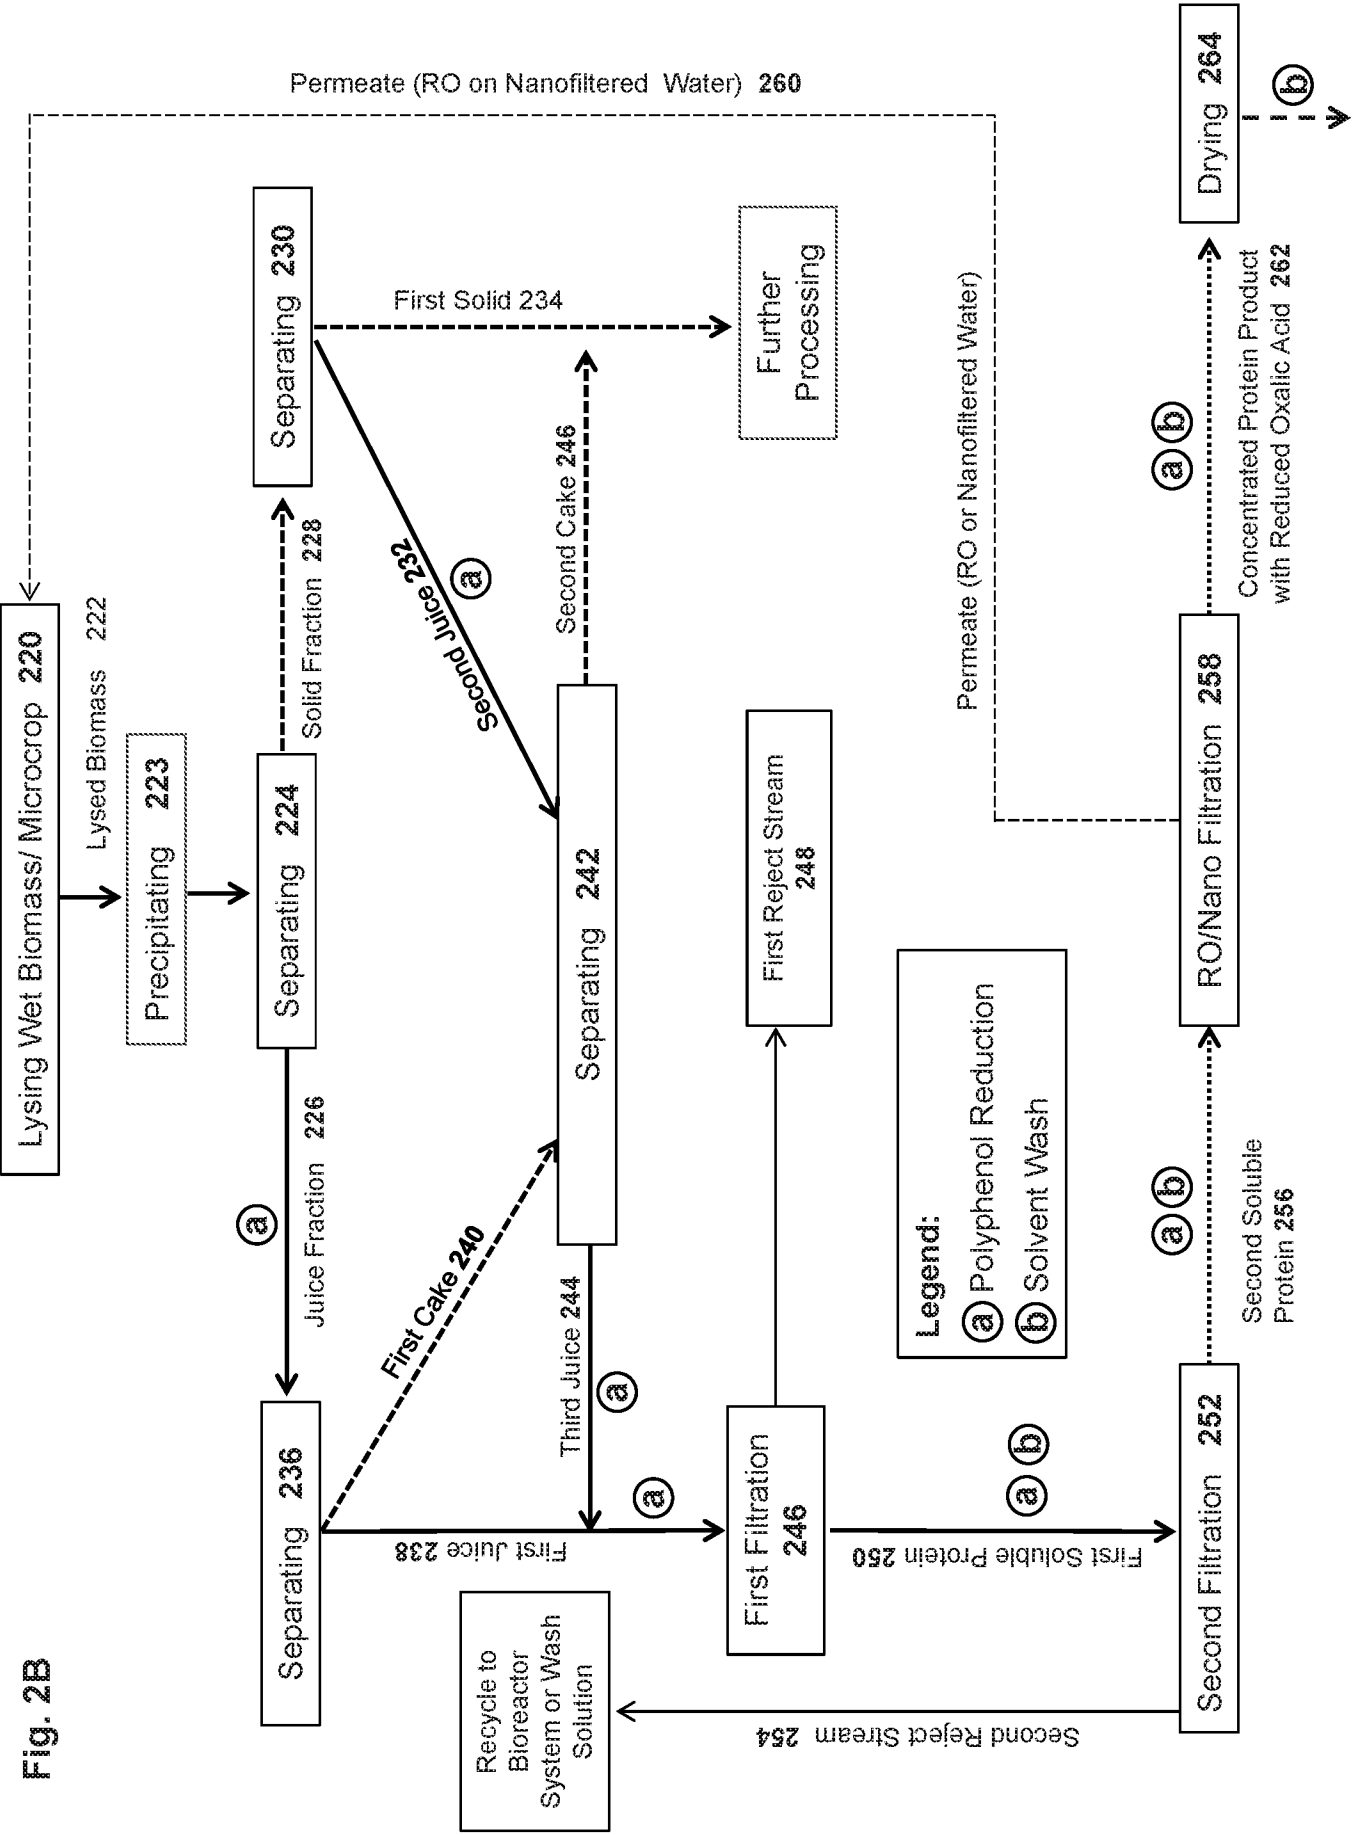 Fig. 2B
Lysing Wet Biomass/ Microcrop 220
Lysed Biomass 222
Permeate (RO on Nanofiltered Water) 260
Precipitating 223
Separating 224
Juice Fraction 226
a
Solid Fraction 228
Separating 230
Separating 236
First Cake 240
Second Juice 232
a
First Solid 234
First Juice 238
Separating 242
Third Juice 244
a
a
Second Cake 246
Further
Processing
Recycle to
Bioreactor
System or Wash
Solution
First Filtration
246
First Reject Stream
248
First Soluble Protein 250
a b
Second Reject Stream 254
Legend:
a Polyphenol Reduction
b Solvent Wash
Permeate (RO or Nanofiltered Water)
Second Filtration 252
a b
Second Soluble
Protein 256
RO/Nano Filtration 258
a b
Concentrated Protein Product
with Reduced Oxalic Acid 262
Drying 264
b